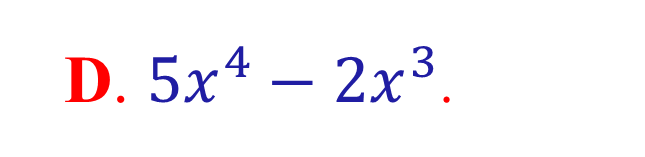 D. 5x⁴ − 2x³.